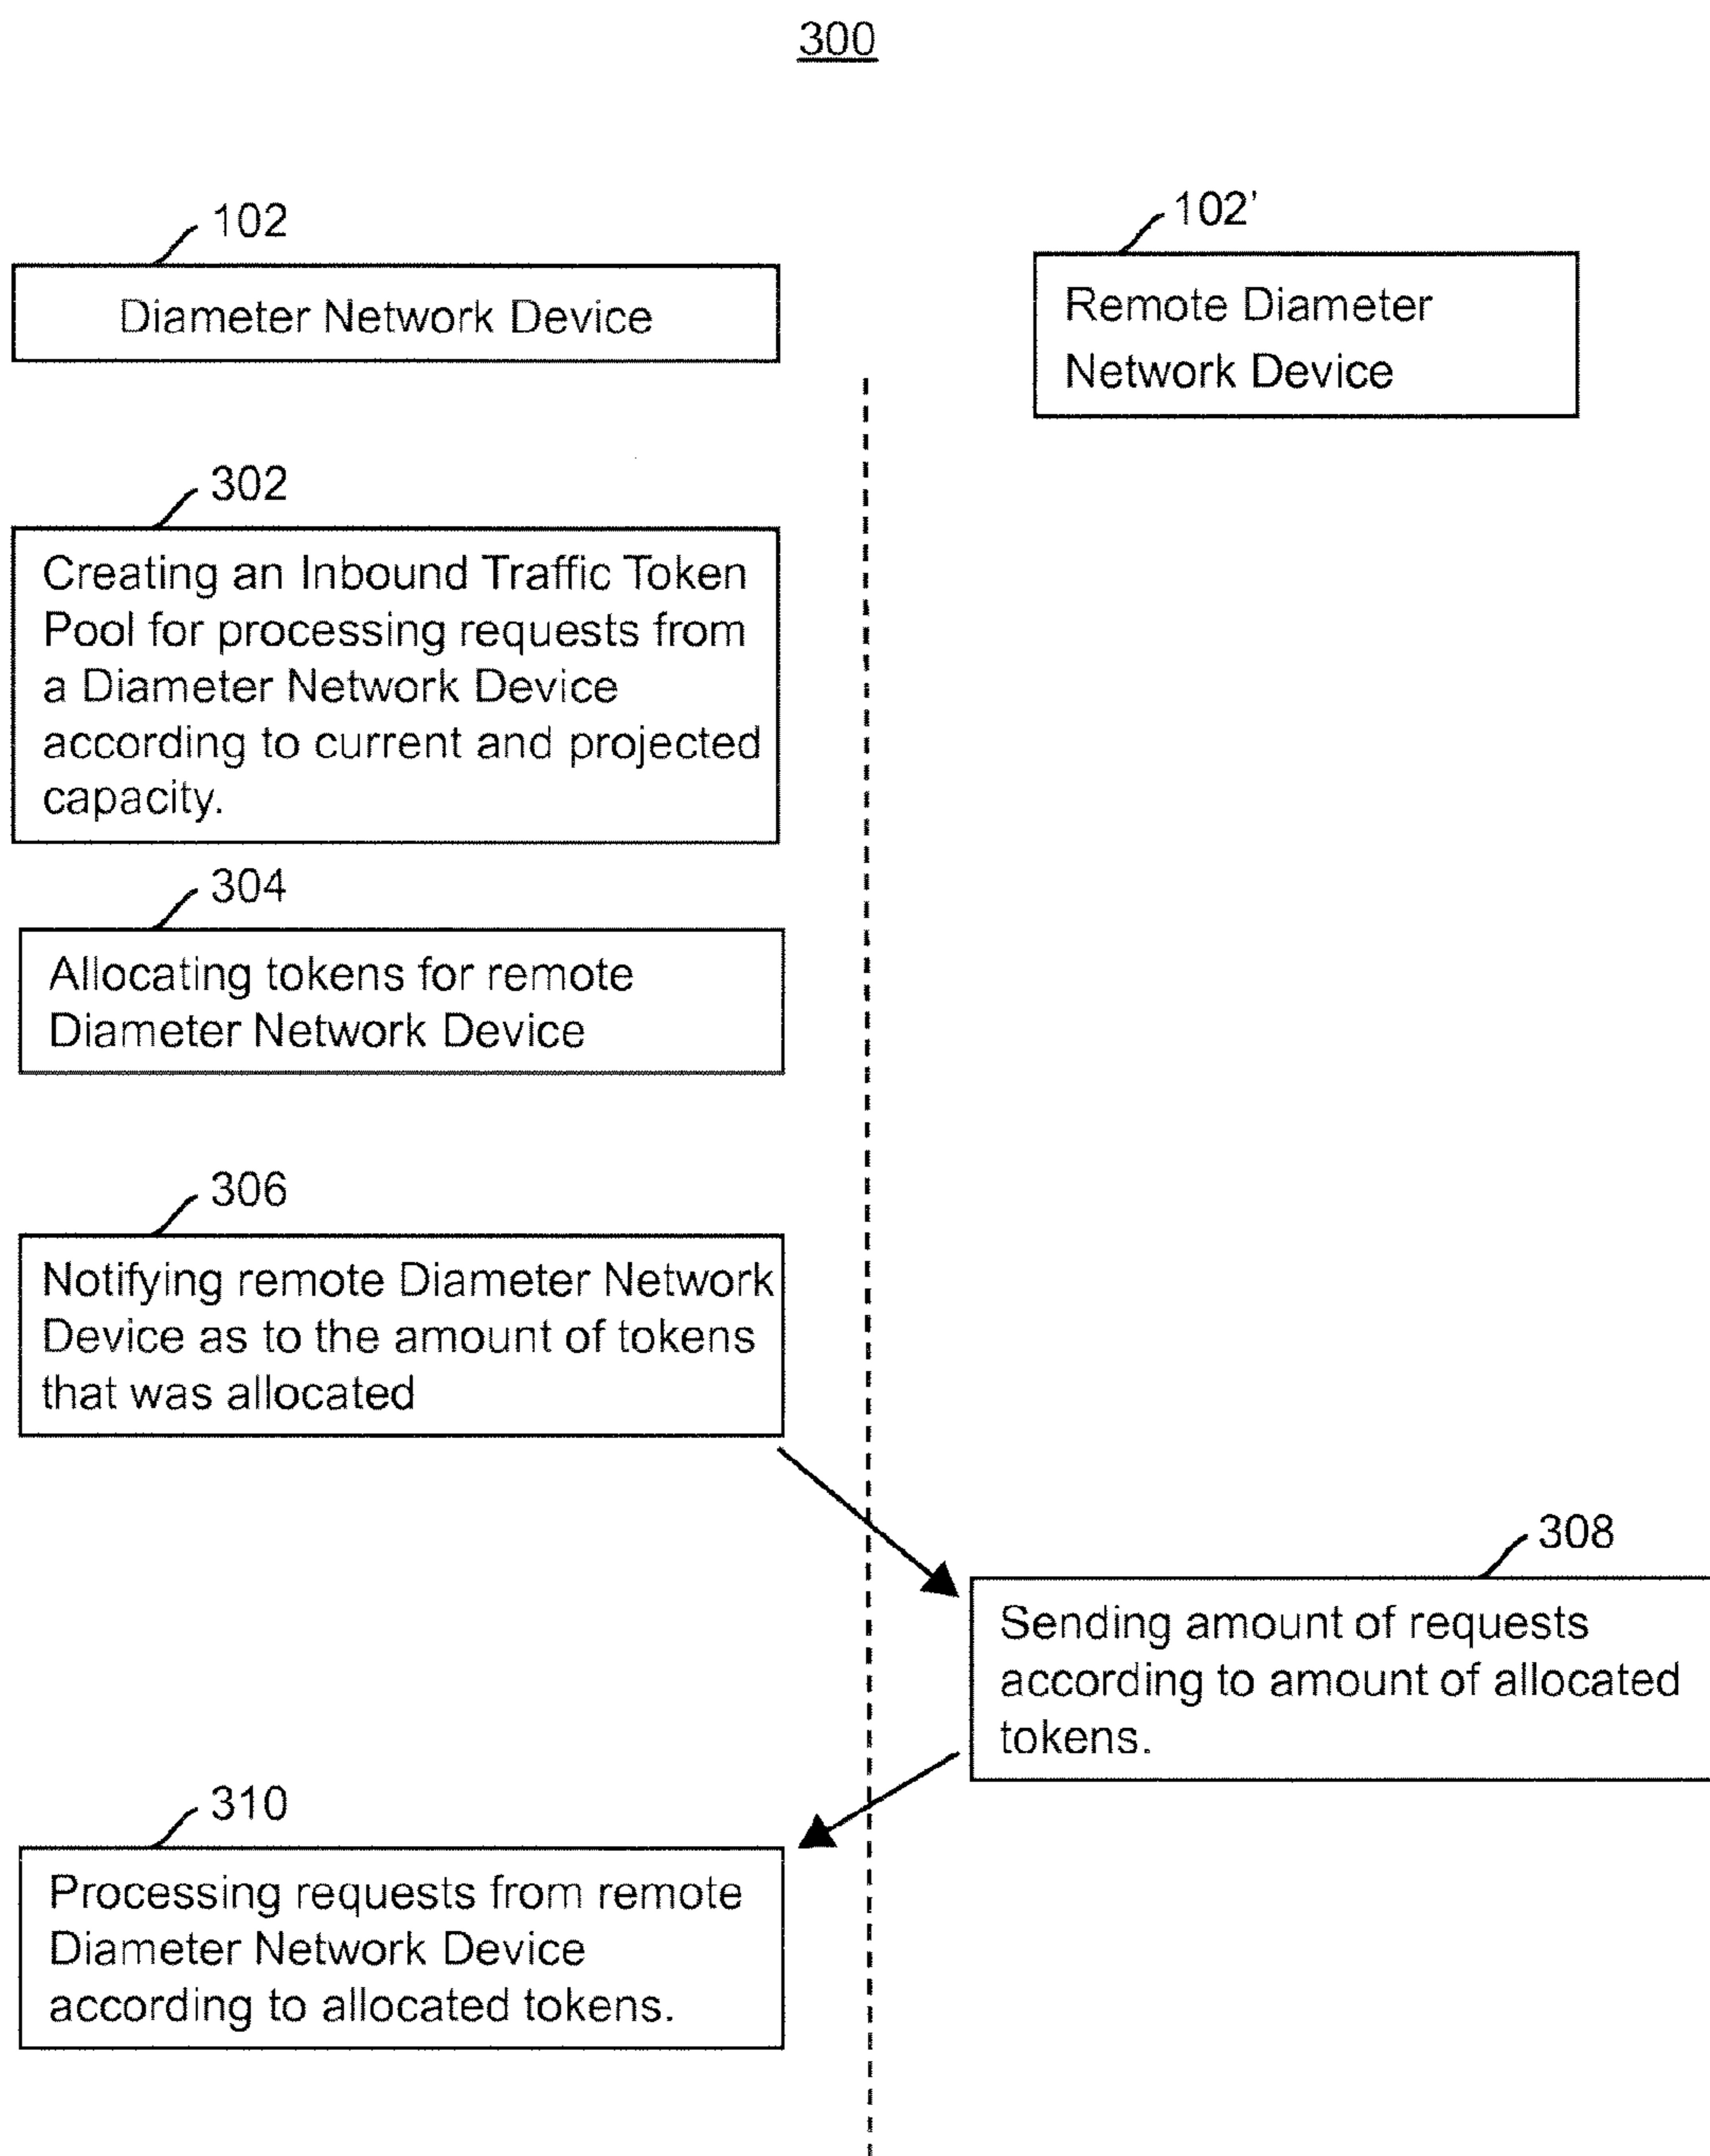 300
102
Diameter Network Device
102'
Remote Diameter
Network Device
302
Creating an Inbound Traffic Token
Pool for processing requests from
a Diameter Network Device
according to current and projected
capacity.
304
Allocating tokens for remote
Diameter Network Device
306
Notifying remote Diameter Network
Device as to the amount of tokens
that was allocated
308
Sending amount of requests
according to amount of allocated
tokens.
310
Processing requests from remote
Diameter Network Device
according to allocated tokens.